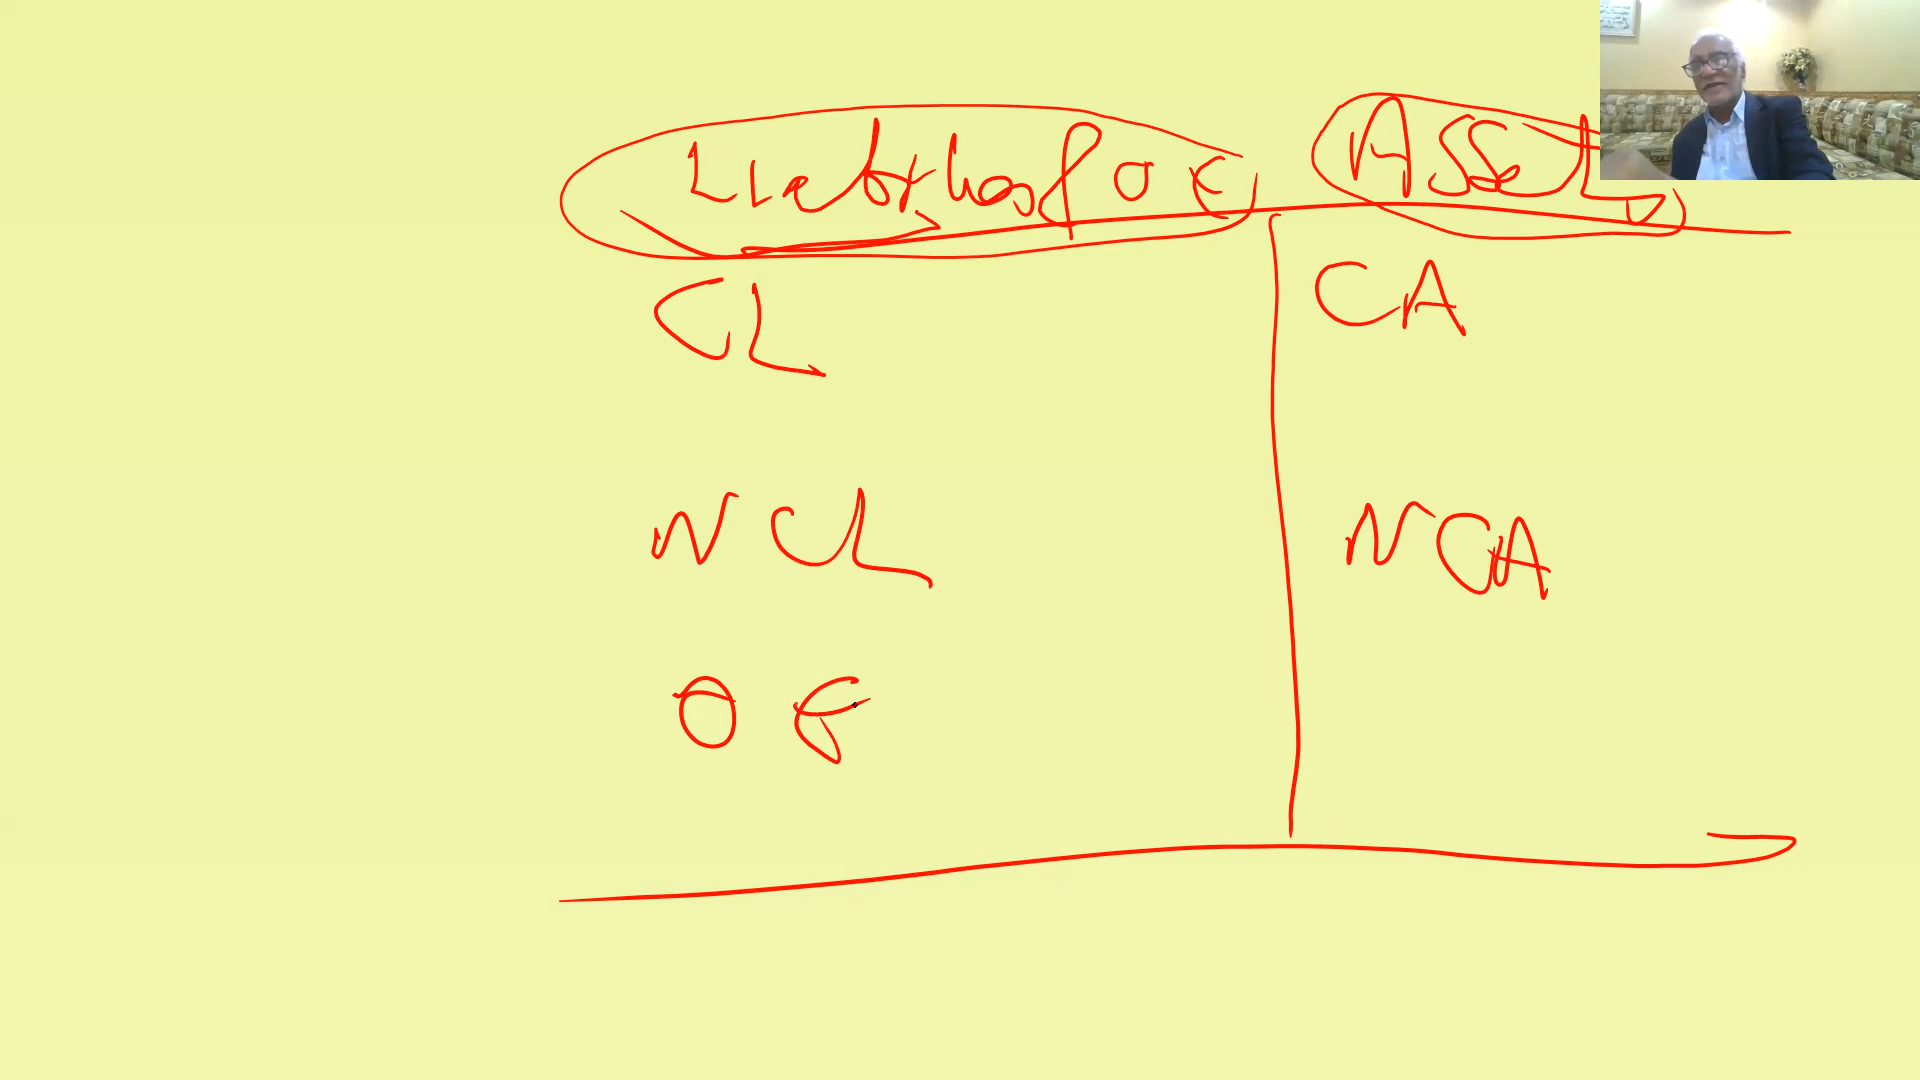 Liabilities & OE Assets
CL CA
NCL NCA
OE